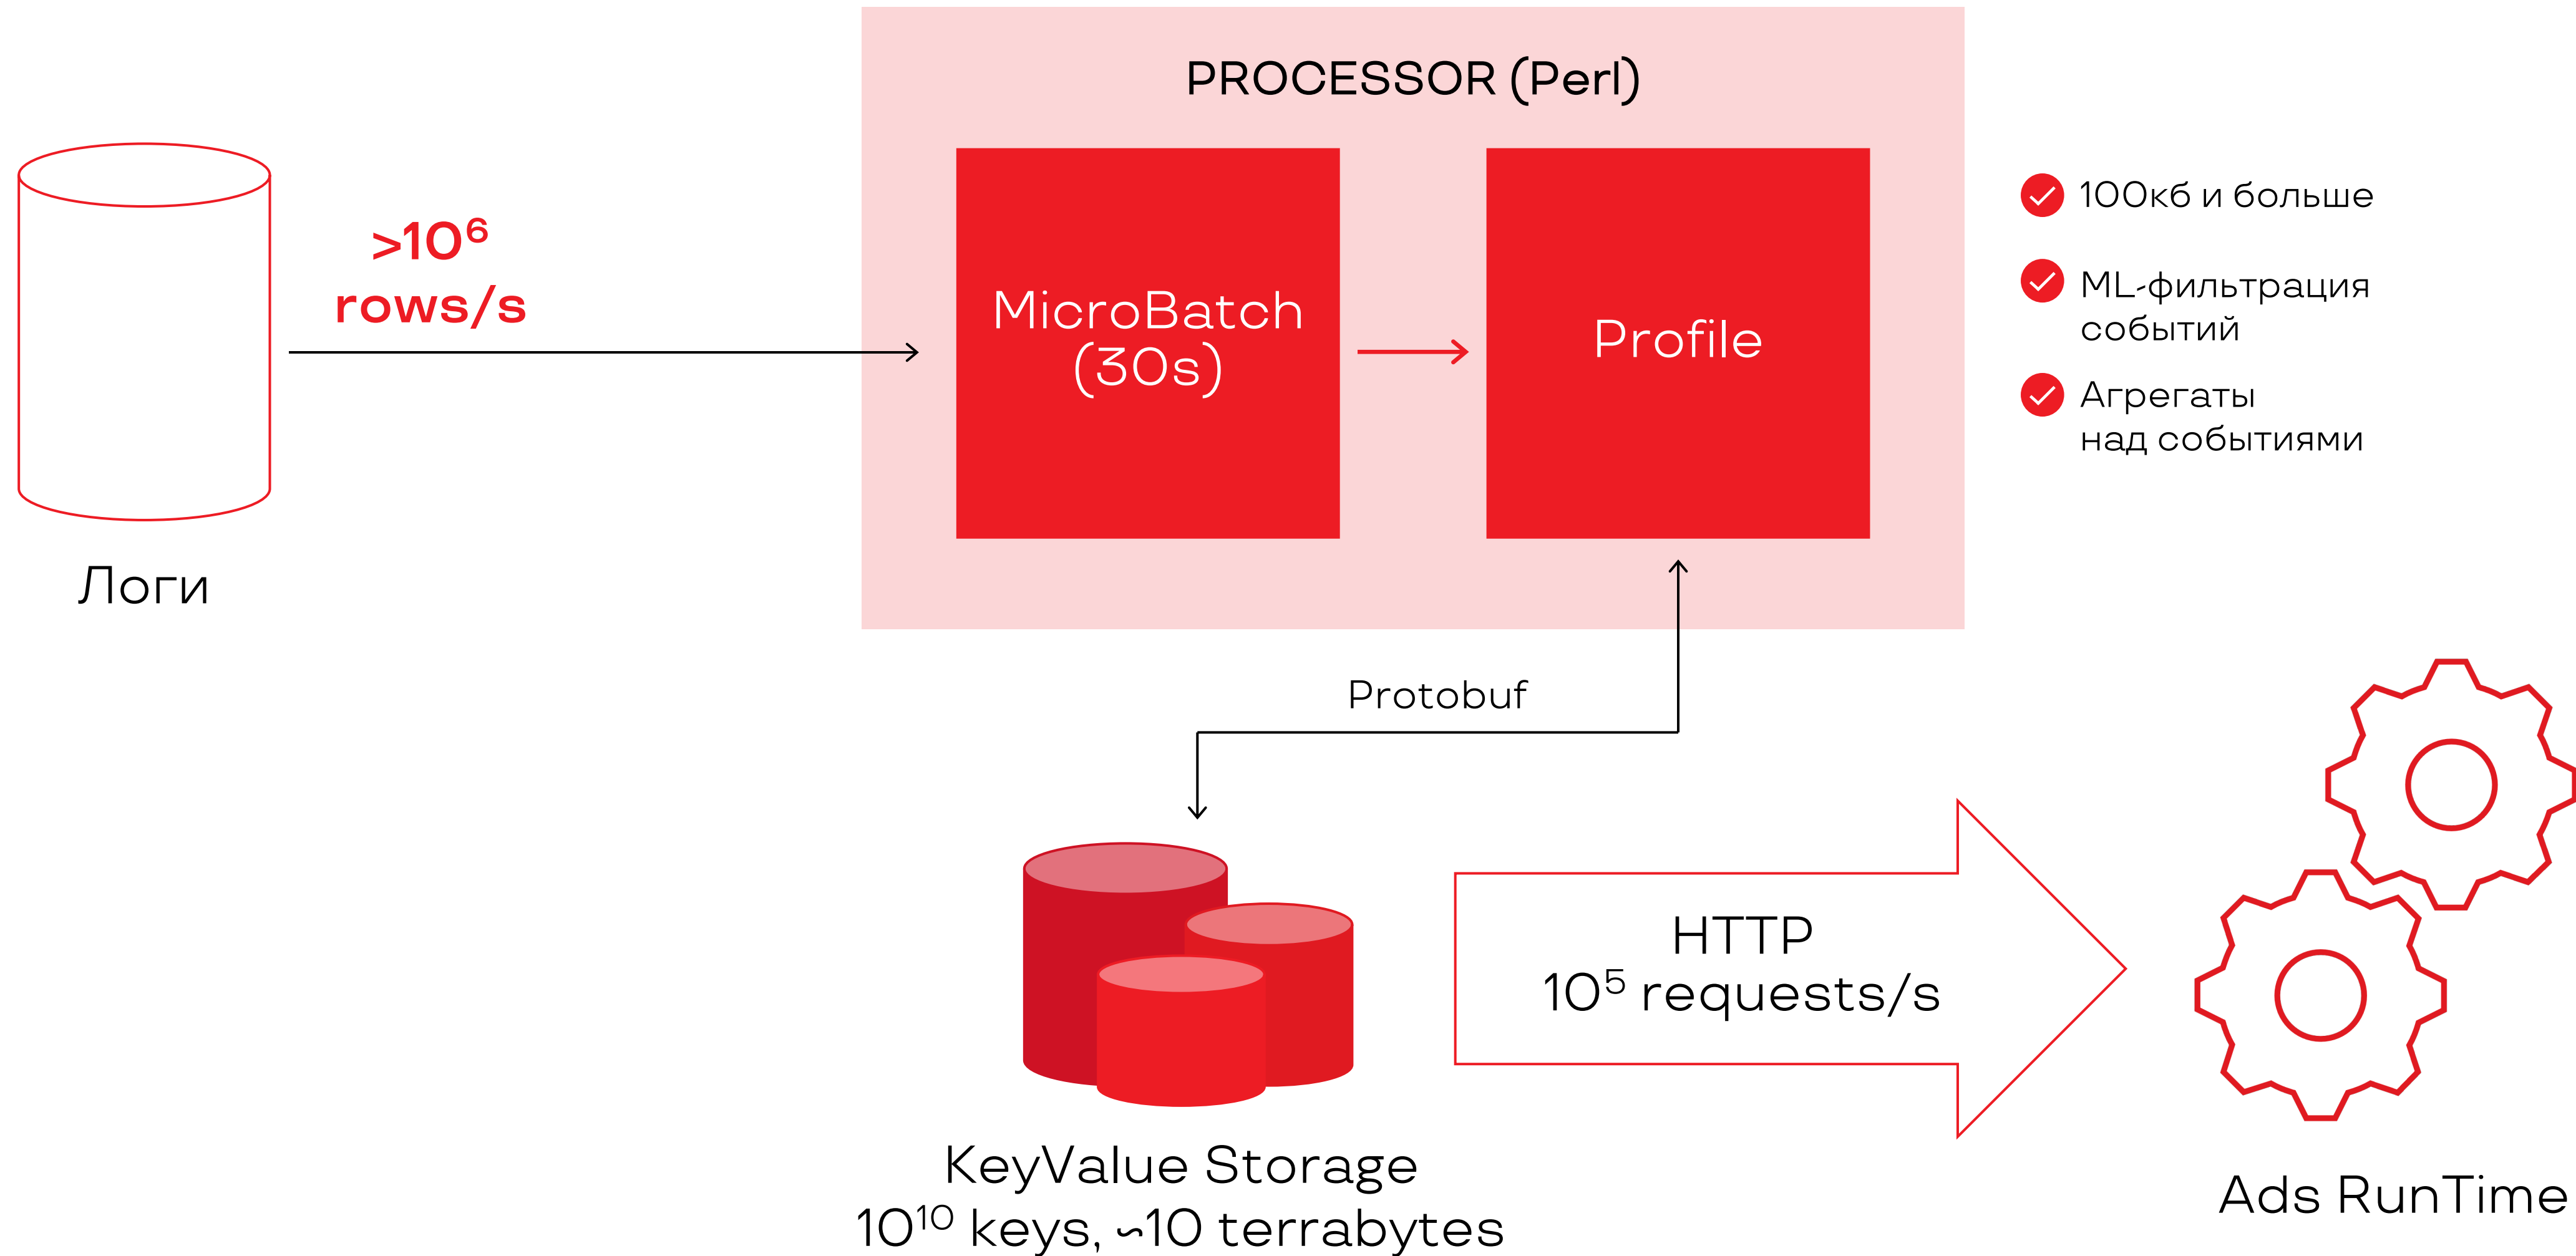 PROCESSOR (Perl)
Логи
>10⁶
rows/s
MicroBatch
(30s)
Profile
100кб и больше
ML-фильтрация
событий
Агрегаты
над событиями
Protobuf
KeyValue Storage
10¹⁰ keys, ~10 terrabytes
HTTP
10⁵ requests/s
Ads RunTime